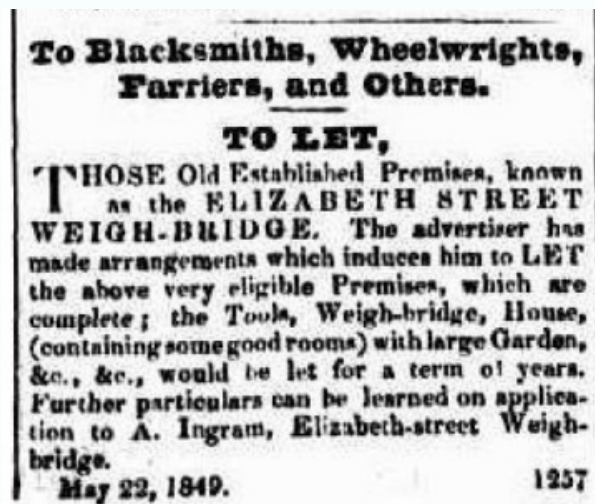 To Blacksmiths, Wheelwrights,
Farriers, and Others.
TO LET,
THOSE Old Established Premises, known
as the ELIZABETH STREET
WEIGH-BRIDGE. The advertiser has
made arrangements which induces him to LET
the above very eligible Premises, which are
complete; the Tools, Weigh-bridge, House,
(containing some good rooms) with large Garden,
&c., &c., would be let for a term of years.
Further particulars can be learned on applica-
tion to A. Ingram, Elizabeth-street Weigh-
bridge.
May 22, 1849. 1257